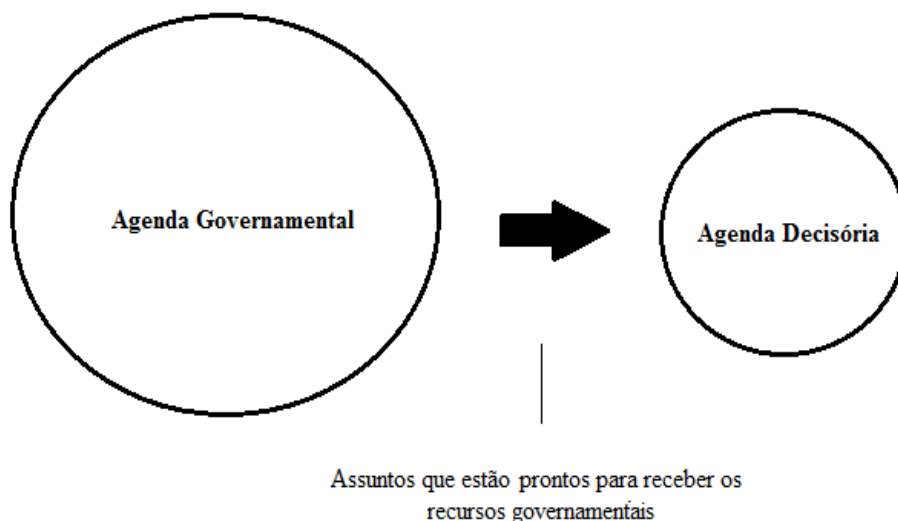 Agenda Governamental
Agenda Decisória
Assuntos que estão prontos para receber os
recursos governamentais